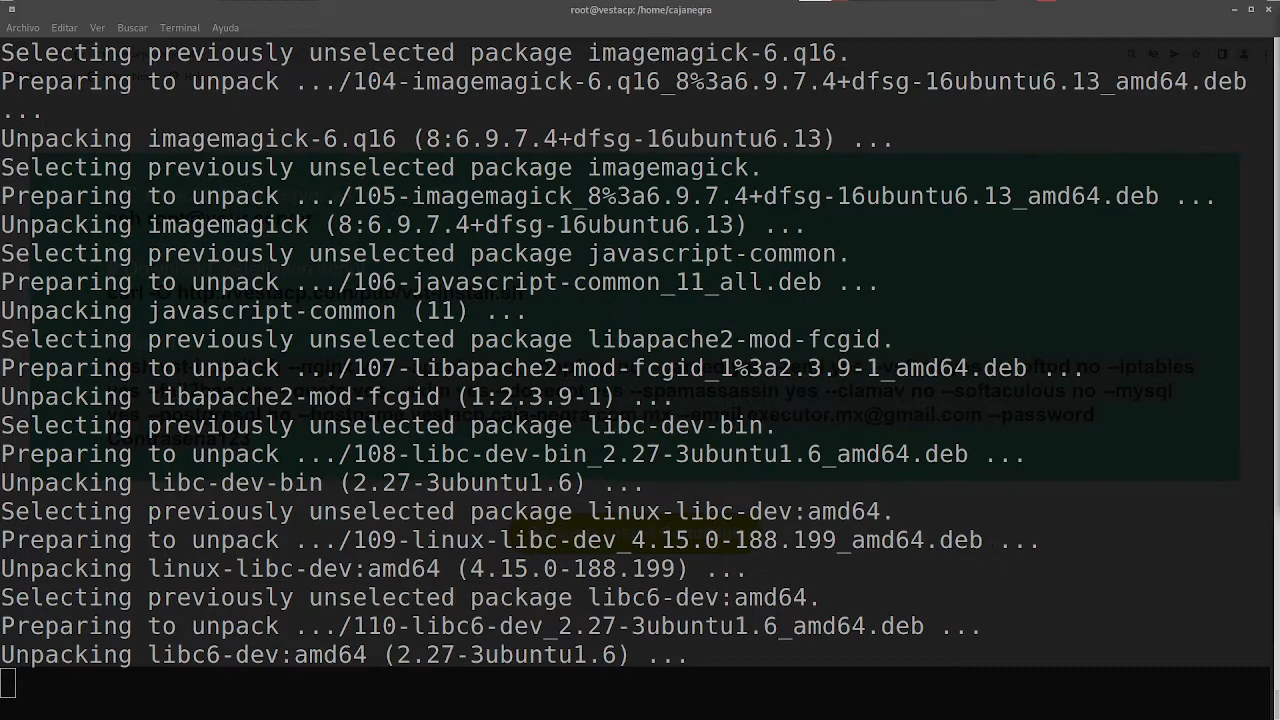 root@vestacp: /home/cajanegra
Archivo Editar Ver Buscar Terminal Ayuda
Selecting previously unselected package imagemagick-6.q16.
Preparing to unpack .../104-imagemagick-6.q16_8%3a6.9.7.4+dfsg-16ubuntu6.13_amd64.deb
...
Unpacking imagemagick-6.q16 (8:6.9.7.4+dfsg-16ubuntu6.13) ...
Selecting previously unselected package imagemagick.
Preparing to unpack .../105-imagemagick_8%3a6.9.7.4+dfsg-16ubuntu6.13_amd64.deb ...
Unpacking imagemagick (8:6.9.7.4+dfsg-16ubuntu6.13) ...
Selecting previously unselected package javascript-common.
Preparing to unpack .../106-javascript-common_11_all.deb ...
Unpacking javascript-common (11) ...
Selecting previously unselected package libapache2-mod-fcgid.
Preparing to unpack .../107-libapache2-mod-fcgid_1%3a2.3.9-1_amd64.deb ...
Unpacking libapache2-mod-fcgid (1:2.3.9-1) ...
Selecting previously unselected package libc-dev-bin.
Preparing to unpack .../108-libc-dev-bin_2.27-3ubuntu1.6_amd64.deb ...
Unpacking libc-dev-bin (2.27-3ubuntu1.6) ...
Selecting previously unselected package linux-libc-dev:amd64.
Preparing to unpack .../109-linux-libc-dev_4.15.0-188.199_amd64.deb ...
Unpacking linux-libc-dev:amd64 (4.15.0-188.199) ...
Selecting previously unselected package libc6-dev:amd64.
Preparing to unpack .../110-libc6-dev_2.27-3ubuntu1.6_amd64.deb ...
Unpacking libc6-dev:amd64 (2.27-3ubuntu1.6) ...